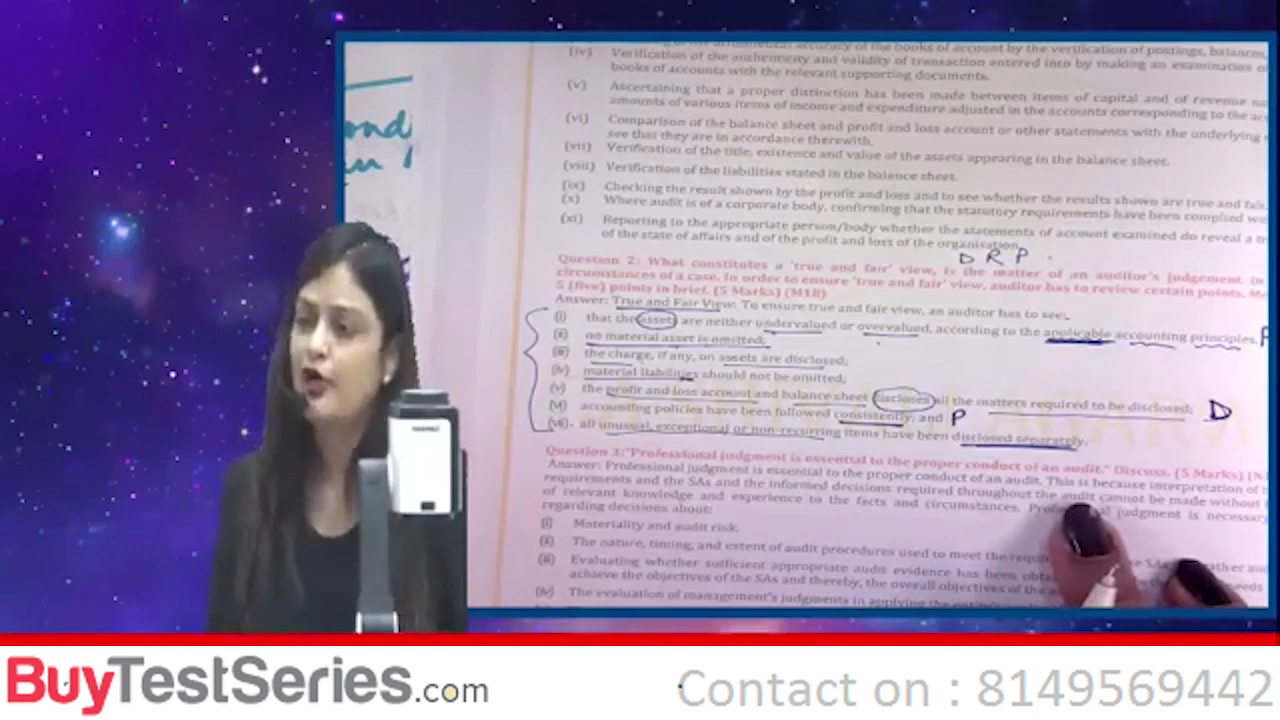 ond
(iv) Verification of the authenticity and validity of transaction entered into by making an examination o
books of accounts with the relevant supporting documents.
(v) Ascertaining that a proper distinction has been made between items of capital and of revenue na
amounts of various items of income and expenditure adjusted in the accounts corresponding to the acc
(vi) Comparison of the balance sheet and profit and loss account or other statements with the underlying
see that they are in accordance therewith.
(vii) Verification of the title, existence and value of the assets appearing in the balance sheet.
(viii) Verification of the liabilities stated in the balance sheet.
(ix) Checking the result shown by the profit and loss and to see whether the results shown are true and fair.
(x) Where audit is of a corporate body, confirming that the statutory requirements have been complied
(xi) Reporting to the appropriate person/body whether the statements of account examined do reveal a
of the state of affairs and of the profit and loss of the organisation.
D R P
Question 2: What constitutes a 'true and fair' view, is the matter of an auditor's judgement in
circumstances of a case. In order to ensure 'true and fair' view, auditor has to review certain points.
5 (five) points in brief. (5 Marks) (M18)
Answer: True and Fair View: To ensure true and fair view, an auditor has to see:
(i) that the assets are neither undervalued or overvalued, according to the applicable accounting principles,
(ii) no material asset is omitted;
(iii) the charge, if any, on assets are disclosed;
(iv) material liabilities should not be omitted;
(v) the profit and loss account and balance sheet discloses all the matters required to be disclosed; D
(vi) accounting policies have been followed consistently; and P
(vii) all unusual, exceptional or non-recurring items have been disclosed separately.
Question 3: "Professional judgment is essential to the proper conduct of an audit." Discuss. (5 Marks)
Answer: Professional judgment is essential to the proper conduct of an audit. This is because interpretation of
requirements and the SAs and the informed decisions required throughout the audit cannot be made without
of relevant knowledge and experience to the facts and circumstances. judgment is necessary
regarding decisions about:
(i) Materiality and audit risk.
(ii) The nature, timing, and extent of audit procedures used to meet the
(iii) Evaluating whether sufficient appropriate audit evidence has been
achieve the objectives of the SAs and thereby, the overall objectives of the
(iv) The evaluation of management's judgments in applying the
BuyTestSeries.com
Contact on : 8149569442